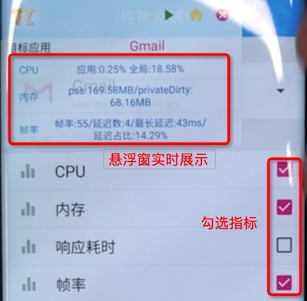 性能
目标应用 Gmail
CPU 应用:0.25% 全局:18.58%
内存 pss:169.58MB/privateDirty:
68.16MB
帧率 帧率:55/延迟数:4/最长延迟:43ms/
延迟占比:14.29%
悬浮窗实时展示
CPU
内存
勾选指标
响应耗时
帧率